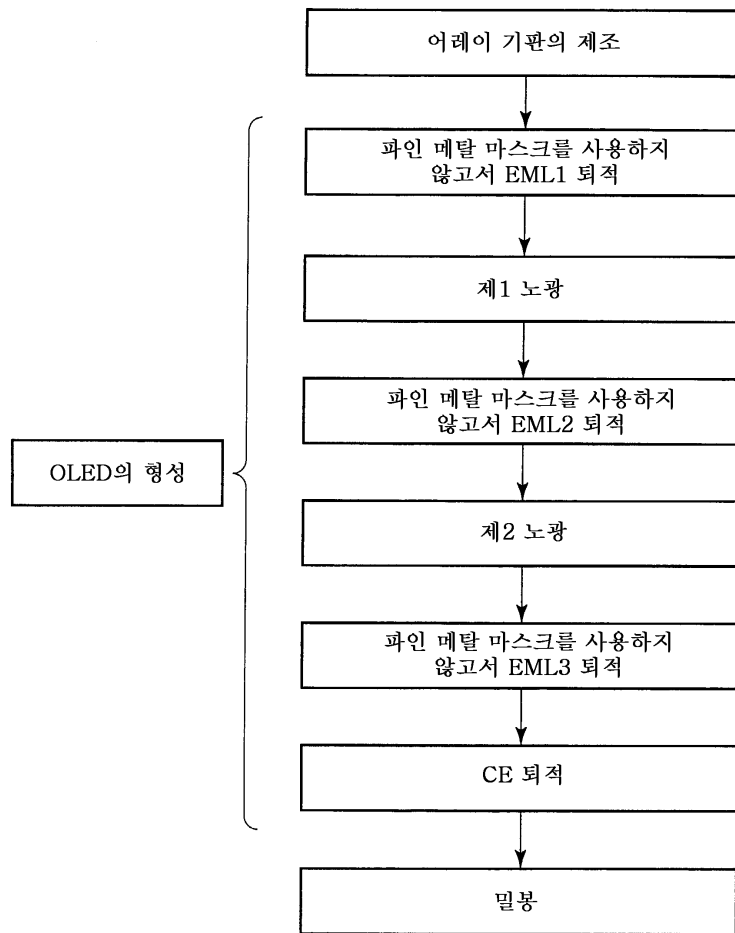 어레이 기판의 제조
파인 메탈 마스크를 사용하지
않고서 EML1 퇴적
제1 노광
파인 메탈 마스크를 사용하지
않고서 EML2 퇴적
OLED의 형성
제2 노광
파인 메탈 마스크를 사용하지
않고서 EML3 퇴적
CE 퇴적
밀봉